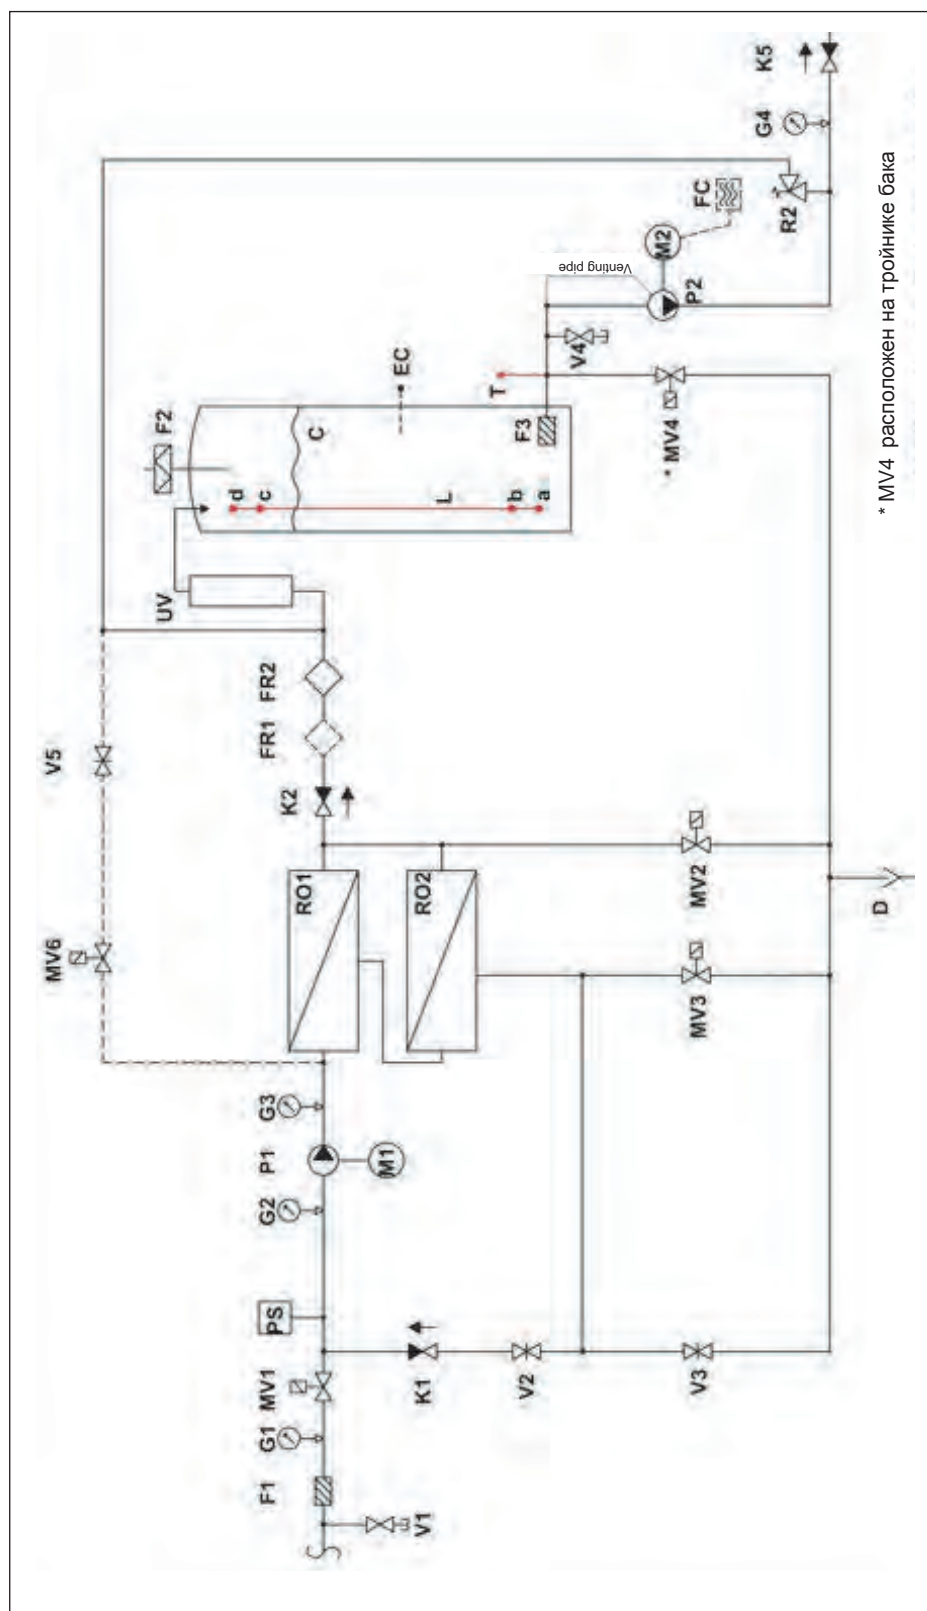 MV6
V5
F1
G1
MV1
PS
G2
P1
G3
M1
V1
K1
V2
V3
RO1
RO2
K2
FR1
FR2
UV
F2
d
c
C
EC
L
b
a
F3
T
V4
Venting pipe
P2
M2
FC
R2
G4
K5
* MV4
MV3
MV2
D
* MV4 расположен на тройнике бака